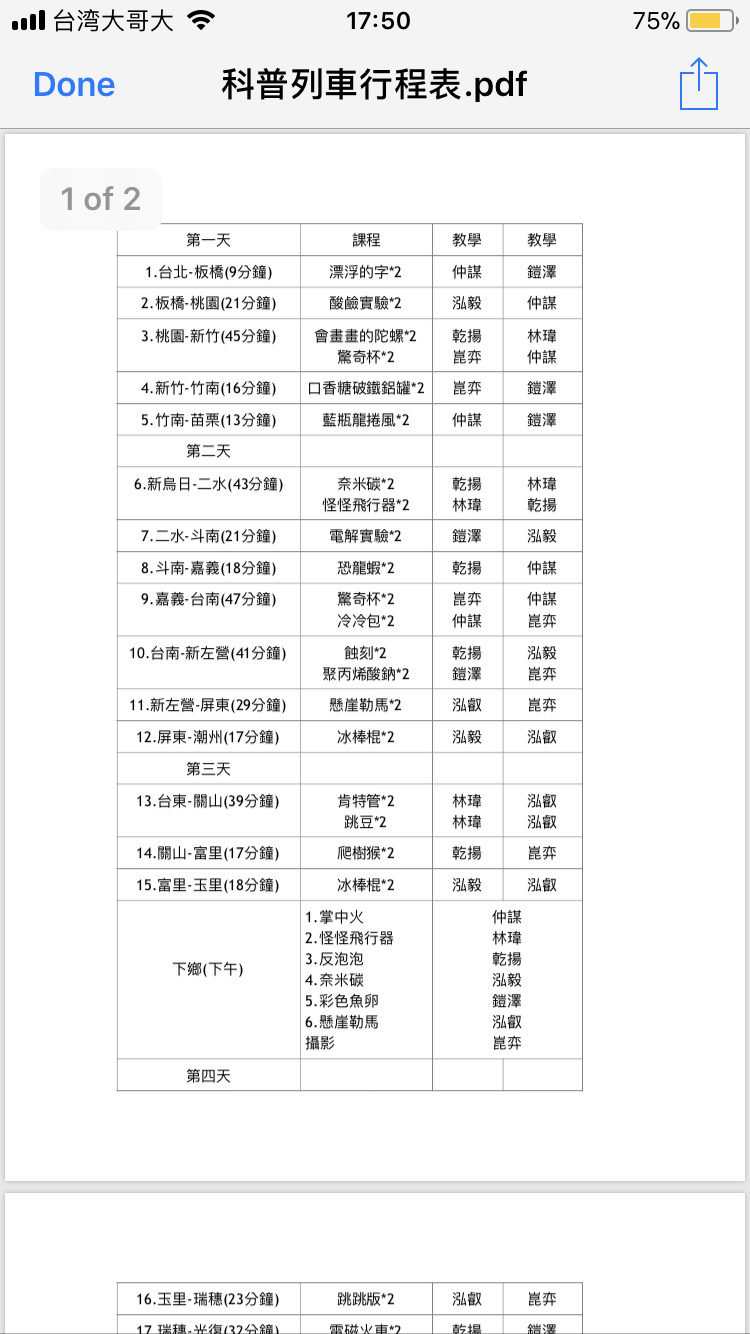 台湾大哥大 17:50 75%
Done 科普列車行程表.pdf
1 of 2
第一天 課程 教學 教學
1.台北-板橋(9分鐘) 漂浮的字*2 仲謀 鎧澤
2.板橋-桃園(21分鐘) 酸鹼實驗*2 泓毅 仲謀
3.桃園-新竹(45分鐘) 會畫畫的陀螺*2 乾揚 林瑋
驚奇杯*2 崑弈 仲謀
4.新竹-竹南(16分鐘) 口香糖破鐵鋁罐*2 崑弈 鎧澤
5.竹南-苗栗(13分鐘) 藍瓶龍捲風*2 仲謀 鎧澤
第二天
6.新烏日-二水(43分鐘) 奈米碳*2 乾揚 林瑋
怪怪飛行器*2 林瑋 乾揚
7.二水-斗南(21分鐘) 電解實驗*2 鎧澤 泓毅
8.斗南-嘉義(18分鐘) 恐龍蝦*2 乾揚 仲謀
9.嘉義-台南(47分鐘) 驚奇杯*2 崑弈 仲謀
冷冷包*2 仲謀 崑弈
10.台南-新左營(41分鐘) 蝕刻*2 乾揚 泓毅
聚丙烯酸鈉*2 鎧澤 崑弈
11.新左營-屏東(29分鐘) 懸崖勒馬*2 泓叡 崑弈
12.屏東-潮州(17分鐘) 冰棒棍*2 泓毅 泓叡
第三天
13.台東-關山(39分鐘) 肯特管*2 林瑋 泓叡
跳豆*2 林瑋 泓叡
14.關山-富里(17分鐘) 爬樹猴*2 乾揚 崑弈
15.富里-玉里(18分鐘) 冰棒棍*2 泓毅 泓叡
下鄉(下午)
1.掌中火 仲謀
2.怪怪飛行器 林瑋
3.反泡泡 乾揚
4.奈米碳 泓毅
5.彩色魚卵 鎧澤
6.懸崖勒馬 泓叡
攝影 崑弈
第四天
16.玉里-瑞穗(23分鐘) 跳跳版*2 泓叡 崑弈
17.瑞穗-光復(32分鐘) 電磁火車*2 乾揚 鎧澤